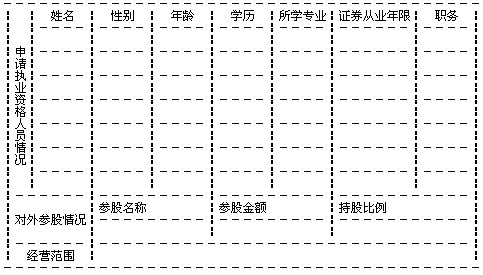 姓名 性别 年龄 学历 所学专业 证券从业年限 职务
申请执业资格人员情况
对外参股情况 参股名称 参股金额 持股比例
经营范围